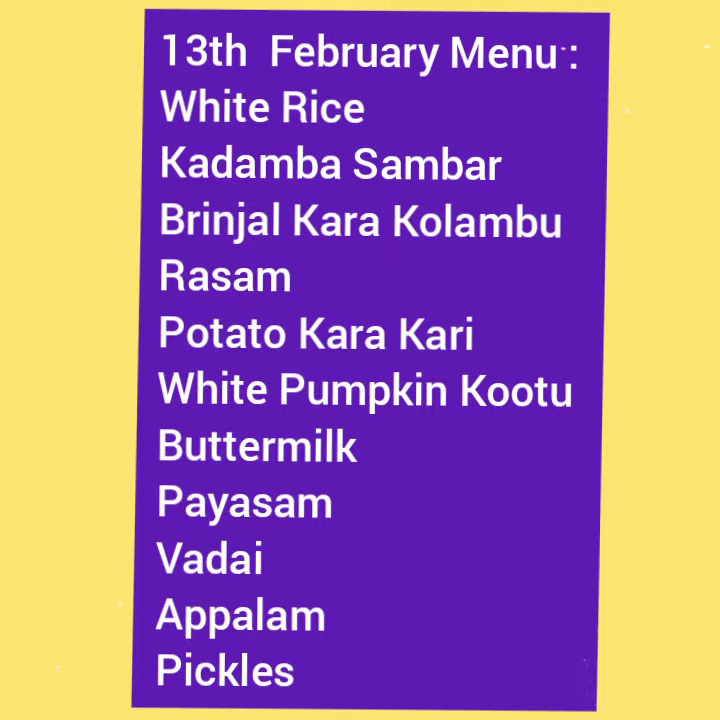 13th February Menu :
White Rice
Kadamba Sambar
Brinjal Kara Kolambu
Rasam
Potato Kara Kari
White Pumpkin Kootu
Buttermilk
Payasam
Vadai
Appalam
Pickles